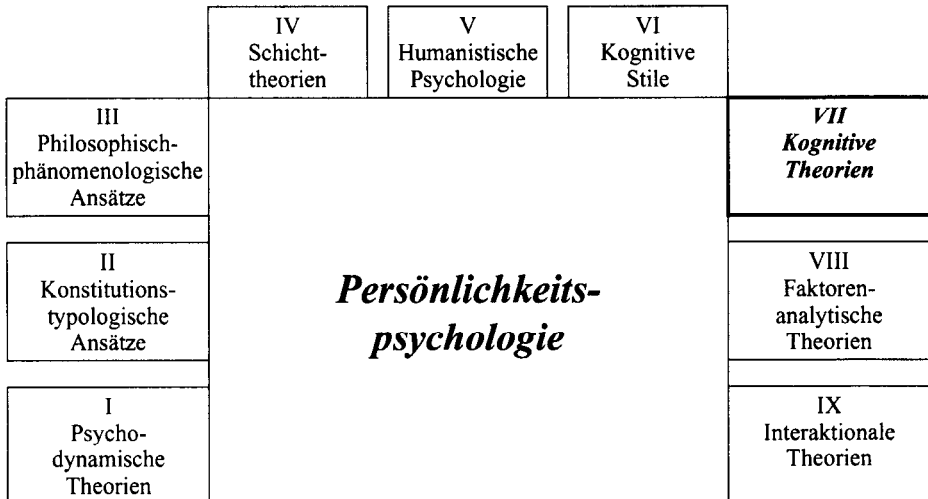 IV
Schicht-
theorien
V
Humanistische
Psychologie
VI
Kognitive
Stile
III
Philosophisch-
phänomenologische
Ansätze
VII
Kognitive
Theorien
II
Konstitutions-
typologische
Ansätze
Persönlichkeits-
psychologie
VIII
Faktoren-
analytische
Theorien
I
Psycho-
dynamische
Theorien
IX
Interaktionale
Theorien